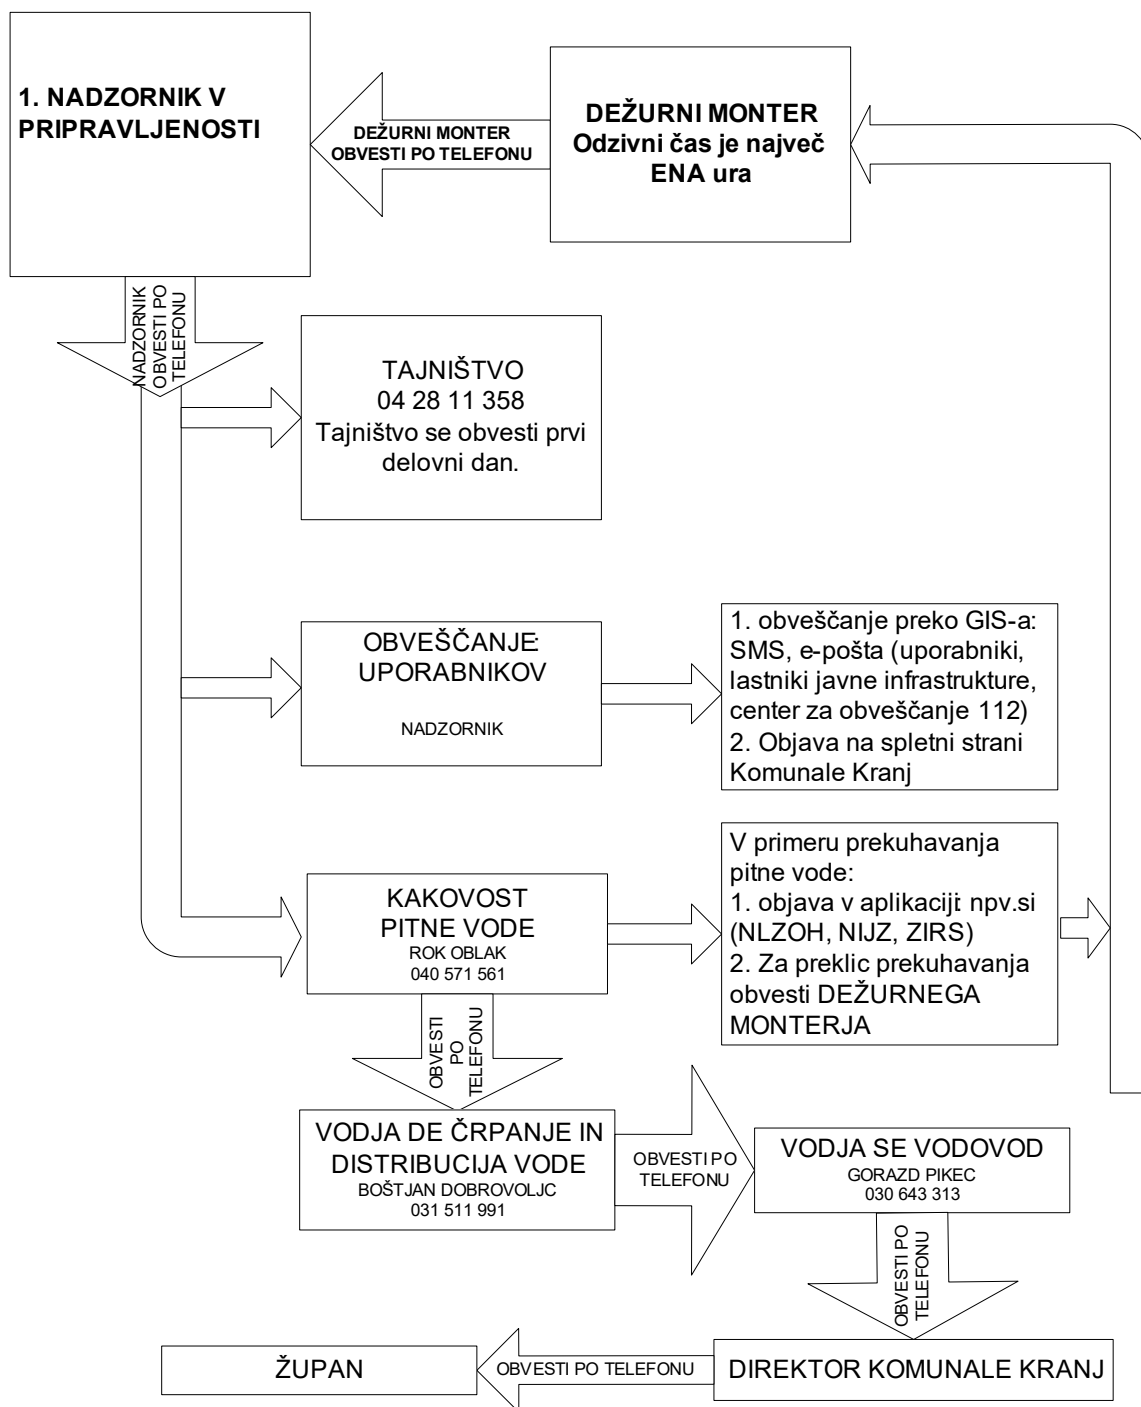 1. NADZORNIK V
PRIPRAVLJENOSTI
DEŽURNI MONTER
OBVESTI PO TELEFONU
DEŽURNI MONTER
Odzivni čas je največ
ENA ura
NADZORNIK
OBVESTI PO
TELEFONU
TAJNIŠTVO
04 28 11 358
Tajništvo se obvesti prvi
delovni dan.
OBVEŠČANJE:
UPORABNIKOV
NADZORNIK
1. obveščanje preko GIS-a:
SMS, e-pošta (uporabniki,
lastniki javne infrastrukture,
center za obveščanje 112)
2. Objava na spletni strani
Komunale Kranj
KAKOVOST
PITNE VODE
ROK OBLAK
040 571 561
V primeru prekuhavanja
pitne vode:
1. objava v aplikaciji: npv.si
(NLZOH, NIJZ, ZIRS)
2. Za preklic prekuhavanja
obvesti DEŽURNEGA
MONTERJA
OBVESTI
PO
TELEFONU
VODJA DE ČRPANJE IN
DISTRIBUCIJA VODE
BOŠTJAN DOBROVOLJC
031 511 991
OBVESTI PO
TELEFONU
VODJA SE VODOVOD
GORAZD PIKEC
030 643 313
OBVESTI PO
TELEFONU
DIREKTOR KOMUNALE KRANJ
OBVESTI PO TELEFONU
ŽUPAN